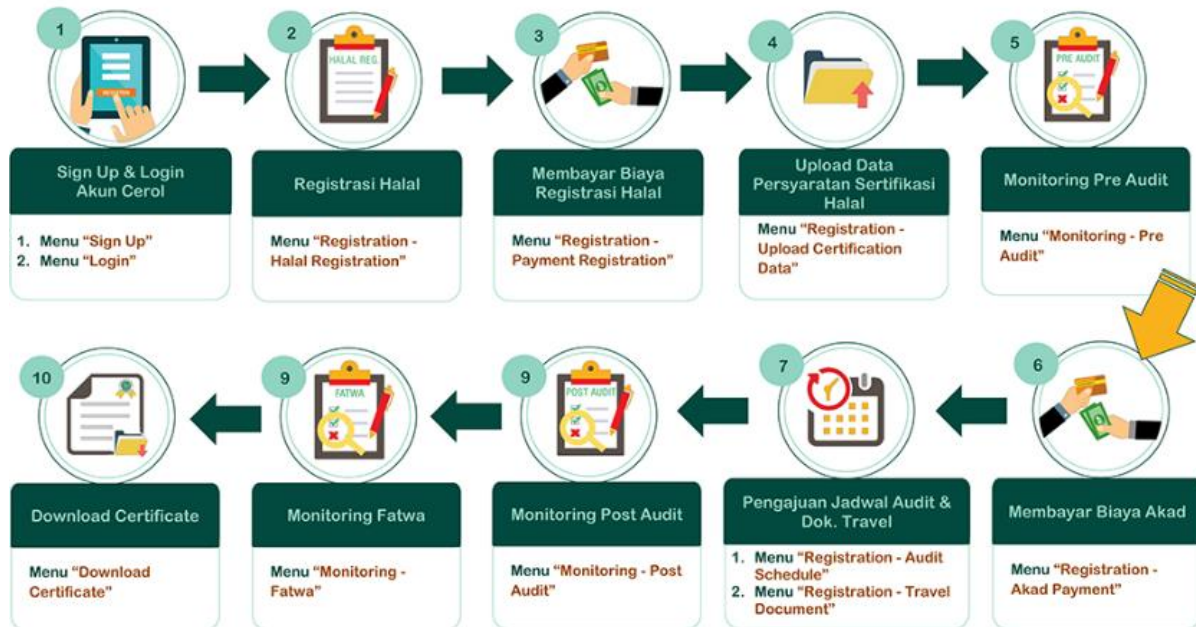 1
Sign Up & Login
Akun Cerol
1. Menu “Sign Up”
2. Menu “Login”
2
HALAL REG.
Registrasi Halal
Menu “Registration -
Halal Registration”
3
Membayar Biaya
Registrasi Halal
Menu “Registration -
Payment Registration”
4
Upload Data
Persyaratan Sertifikasi
Halal
Menu “Registration -
Upload Certification
Data”
5
PRE AUDIT
Monitoring Pre Audit
Menu “Monitoring - Pre
Audit”
6
Membayar Biaya Akad
Menu “Registration -
Akad Payment”
7
Pengajuan Jadwal Audit &
Dok. Travel
1. Menu “Registration - Audit
Schedule”
2. Menu “Registration - Travel
Document”
9
POST AUDIT
Monitoring Post Audit
Menu “Monitoring - Post
Audit”
9
FATWA
Monitoring Fatwa
Menu “Monitoring -
Fatwa”
10
Download Certificate
Menu “Download
Certificate”